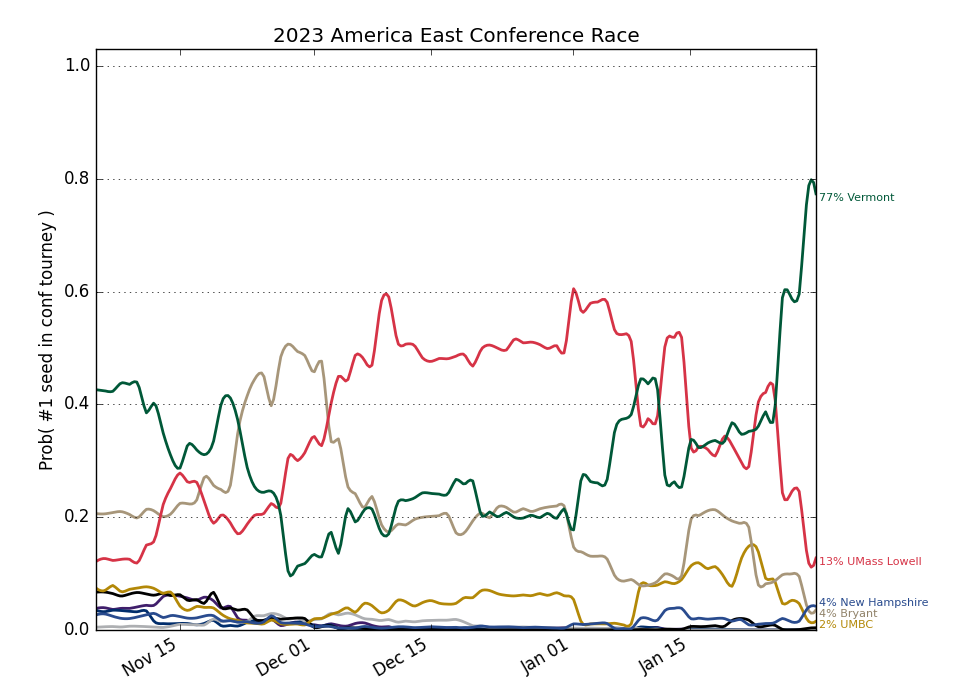 2023 America East Conference Race
Prob( #1 seed in conf tourney )
1.0
0.8
0.6
0.4
0.2
0.0
Nov 15
Dec 01
Dec 15
Jan 01
Jan 15
77% Vermont
13% UMass Lowell
4% New Hampshire
4% Bryant
2% UMBC